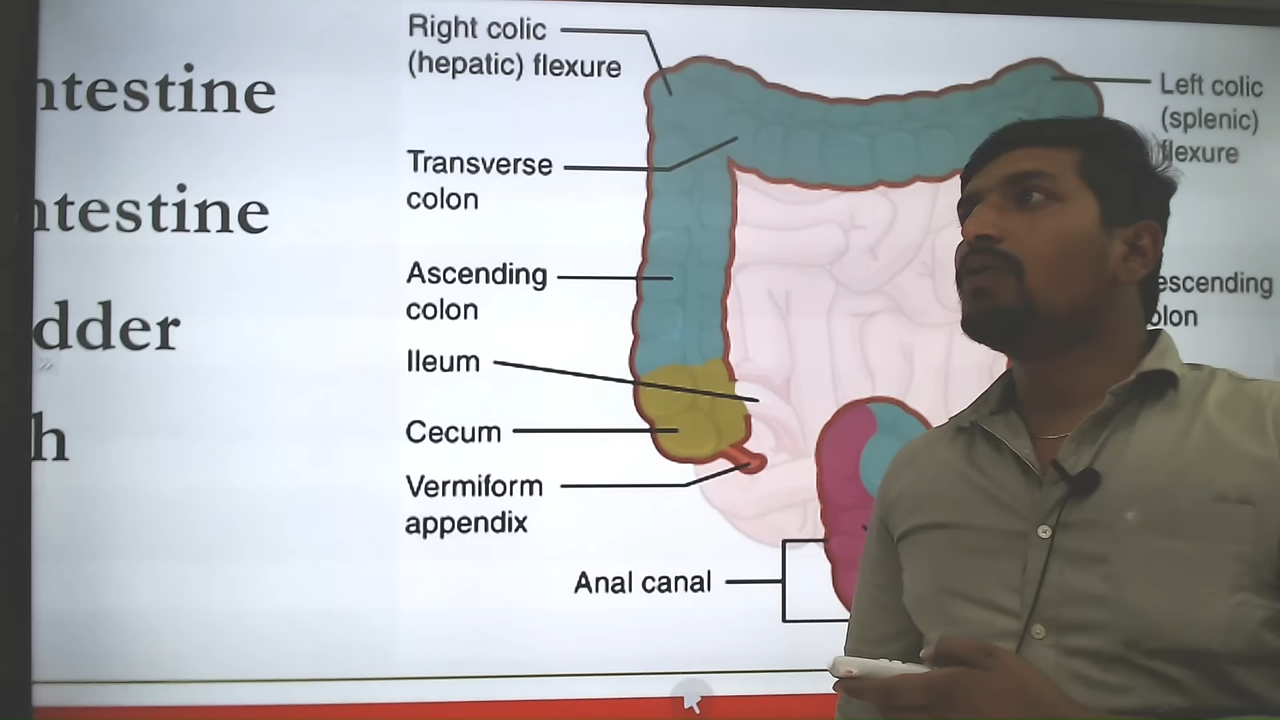 ntestine
ntestine
dder
h
Right colic
(hepatic) flexure
Transverse
colon
Ascending
colon
Ileum
Cecum
Vermiform
appendix
Anal canal
Left colic
(splenic)
flexure
escending
olon